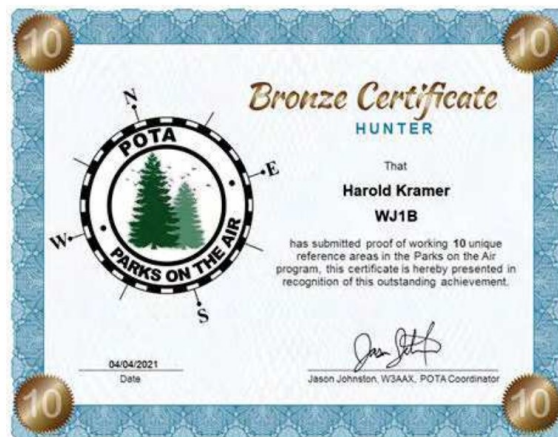 10
10
Bronze Certificate
HUNTER
N
E
S
W
POTA
PARKS ON THE AIR
That
Harold Kramer
WJ1B
has submitted proof of working 10 unique
reference areas in the Parks on the Air
program, this certificate is hereby presented in
recognition of this outstanding achievement.
04/04/2021
Date
Jason Johnston, W3AAX, POTA Coordinator
10
10